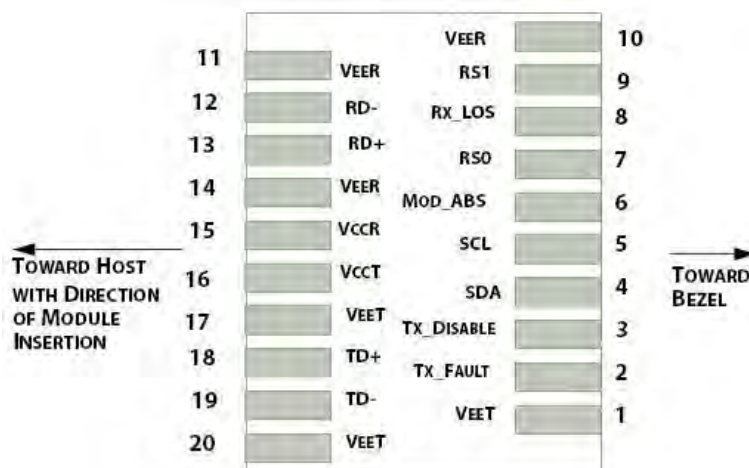 11 VEER
12 RD-
13 RD+
14 VEER
15 VCCR
16 VCCT
17 VEET
18 TD+
19 TD-
20 VEET
VEER 10
RS1 9
RX_LOS 8
RS0 7
MOD_ABS 6
SCL 5
SDA 4
TX_DISABLE 3
TX_FAULT 2
VEET 1
TOWARD HOST
WITH DIRECTION
OF MODULE
INSERTION
TOWARD
BEZEL